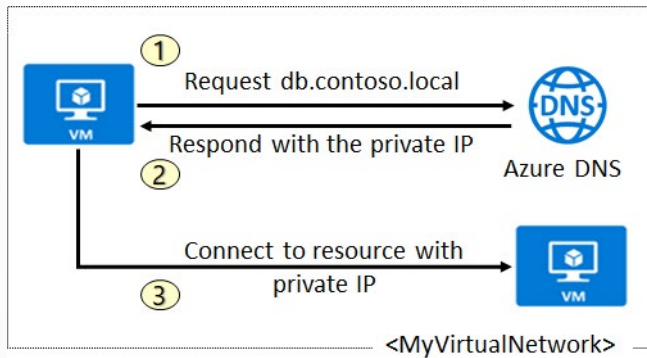 1
Request db.contoso.local
DNS
VM
Respond with the private IP
2
Azure DNS
Connect to resource with
private IP
3
VM
<MyVirtualNetwork>